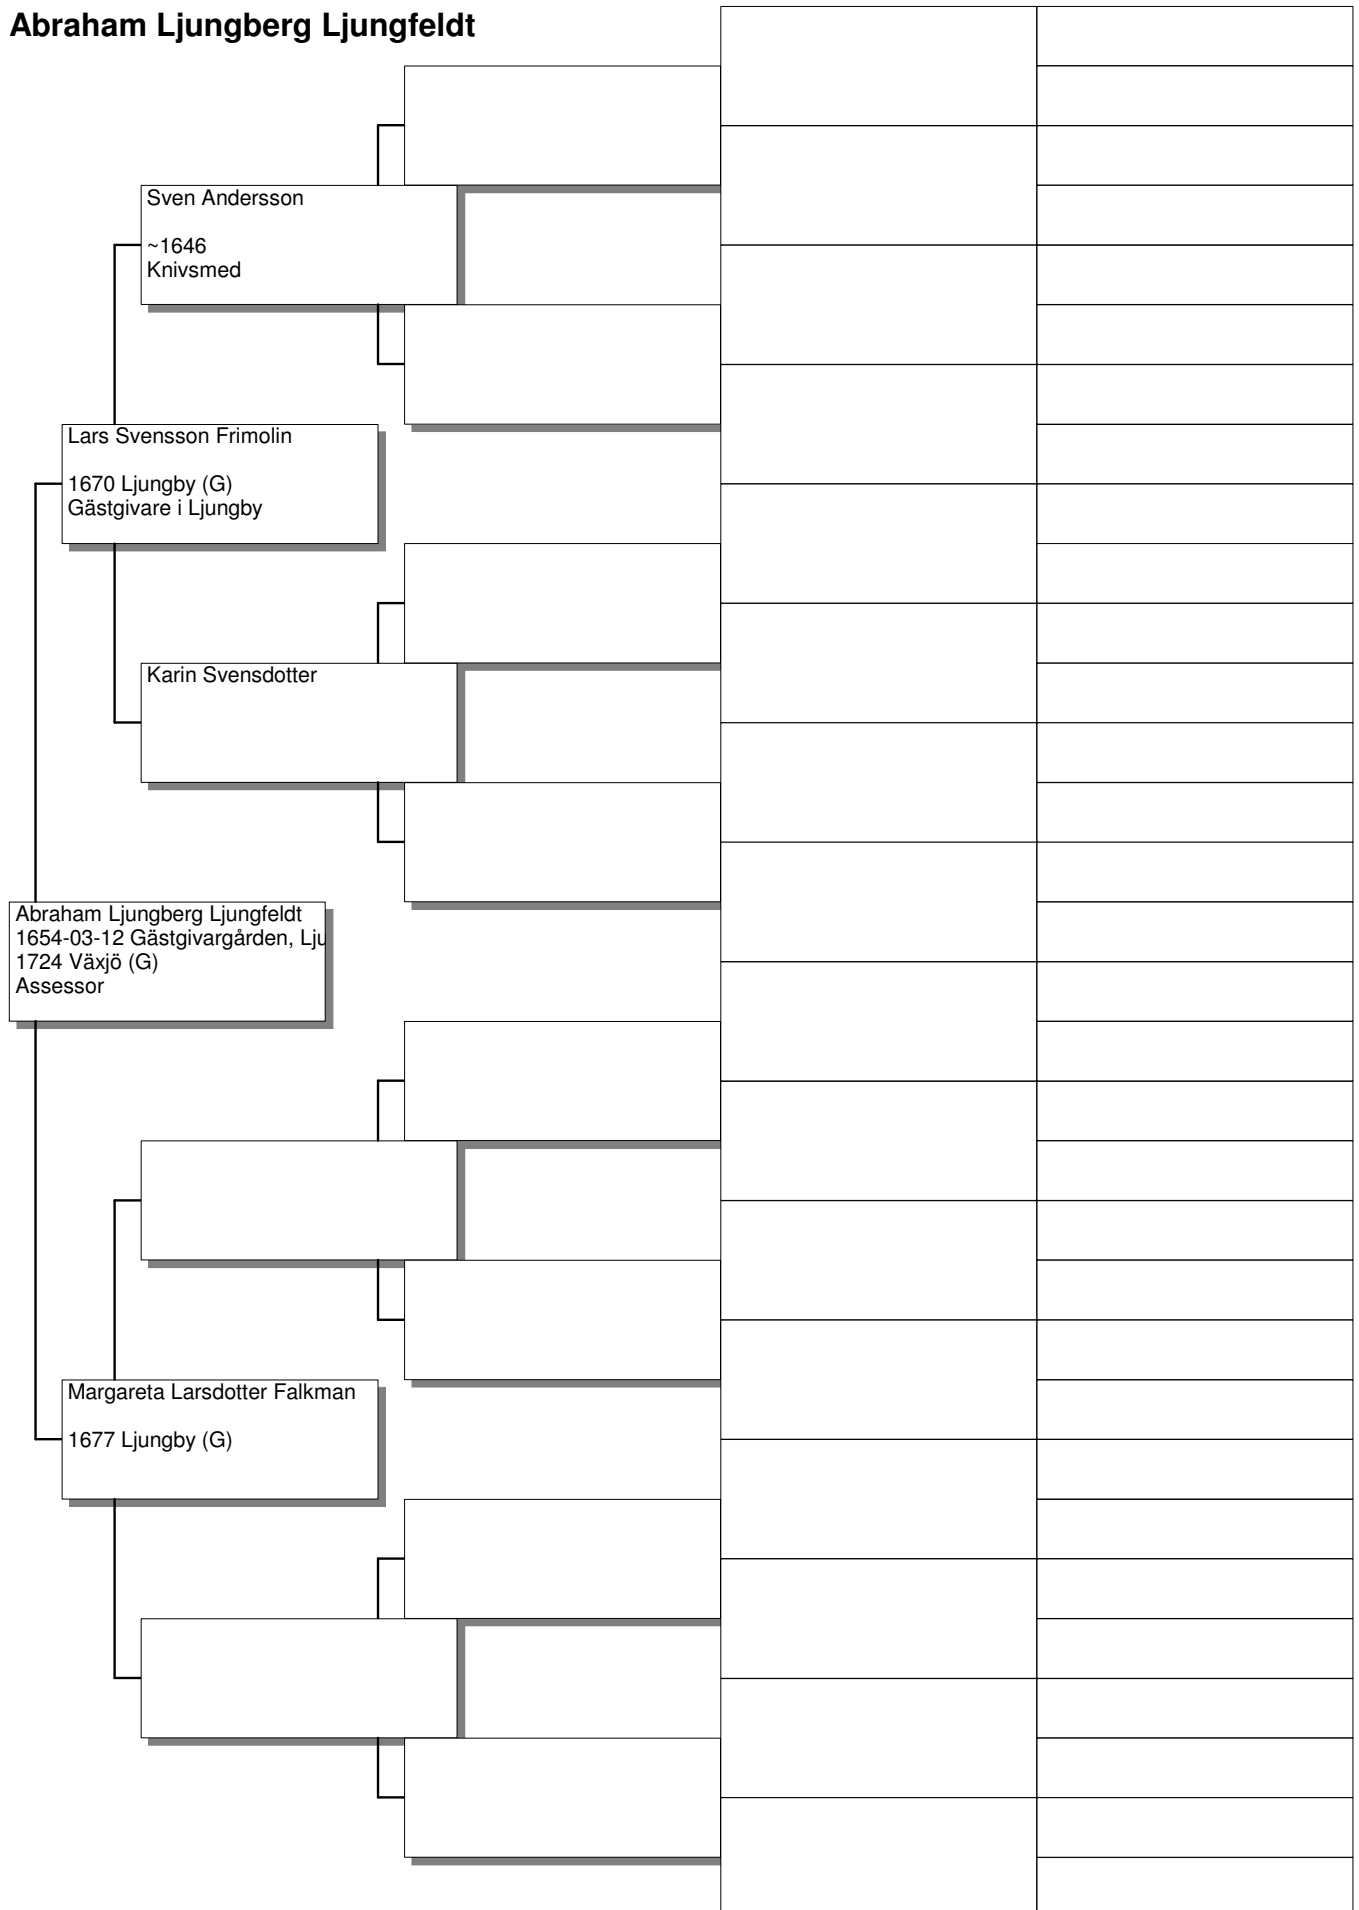 Abraham Ljungberg Ljungfeldt
Sven Andersson
~1646
Knivsmed
Lars Svensson Frimolin
1670 Ljungby (G)
Gästgivare i Ljungby
Karin Svensdotter
Abraham Ljungberg Ljungfeldt
1654-03-12 Gästgivargården, Lju
1724 Växjö (G)
Assessor
Margareta Larsdotter Falkman
1677 Ljungby (G)